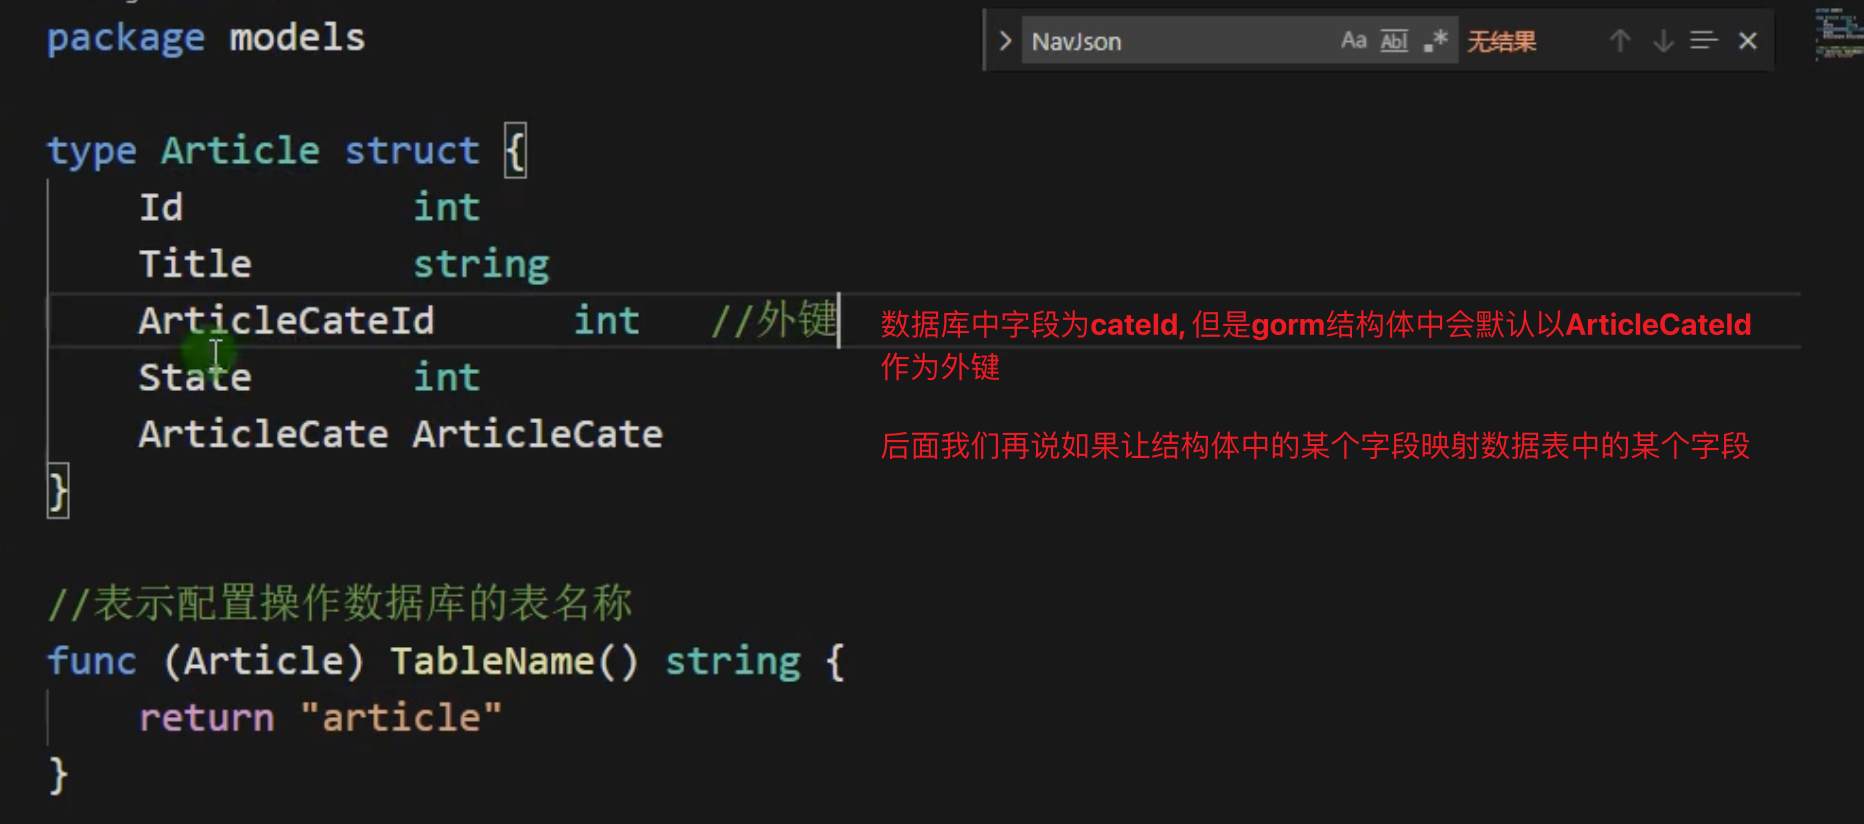 package models
NavJson
Aa Abl .* 无结果
type Article struct {
Id int
Title string
ArticleCateId int //外键
数据库中字段为cateId, 但是gorm结构体中会默认以ArticleCateId
作为外键
State int
ArticleCate ArticleCate
后面我们再说如果让结构体中的某个字段映射数据表中的某个字段
}
//表示配置操作数据库的表名称
func (Article) TableName() string {
return "article"
}